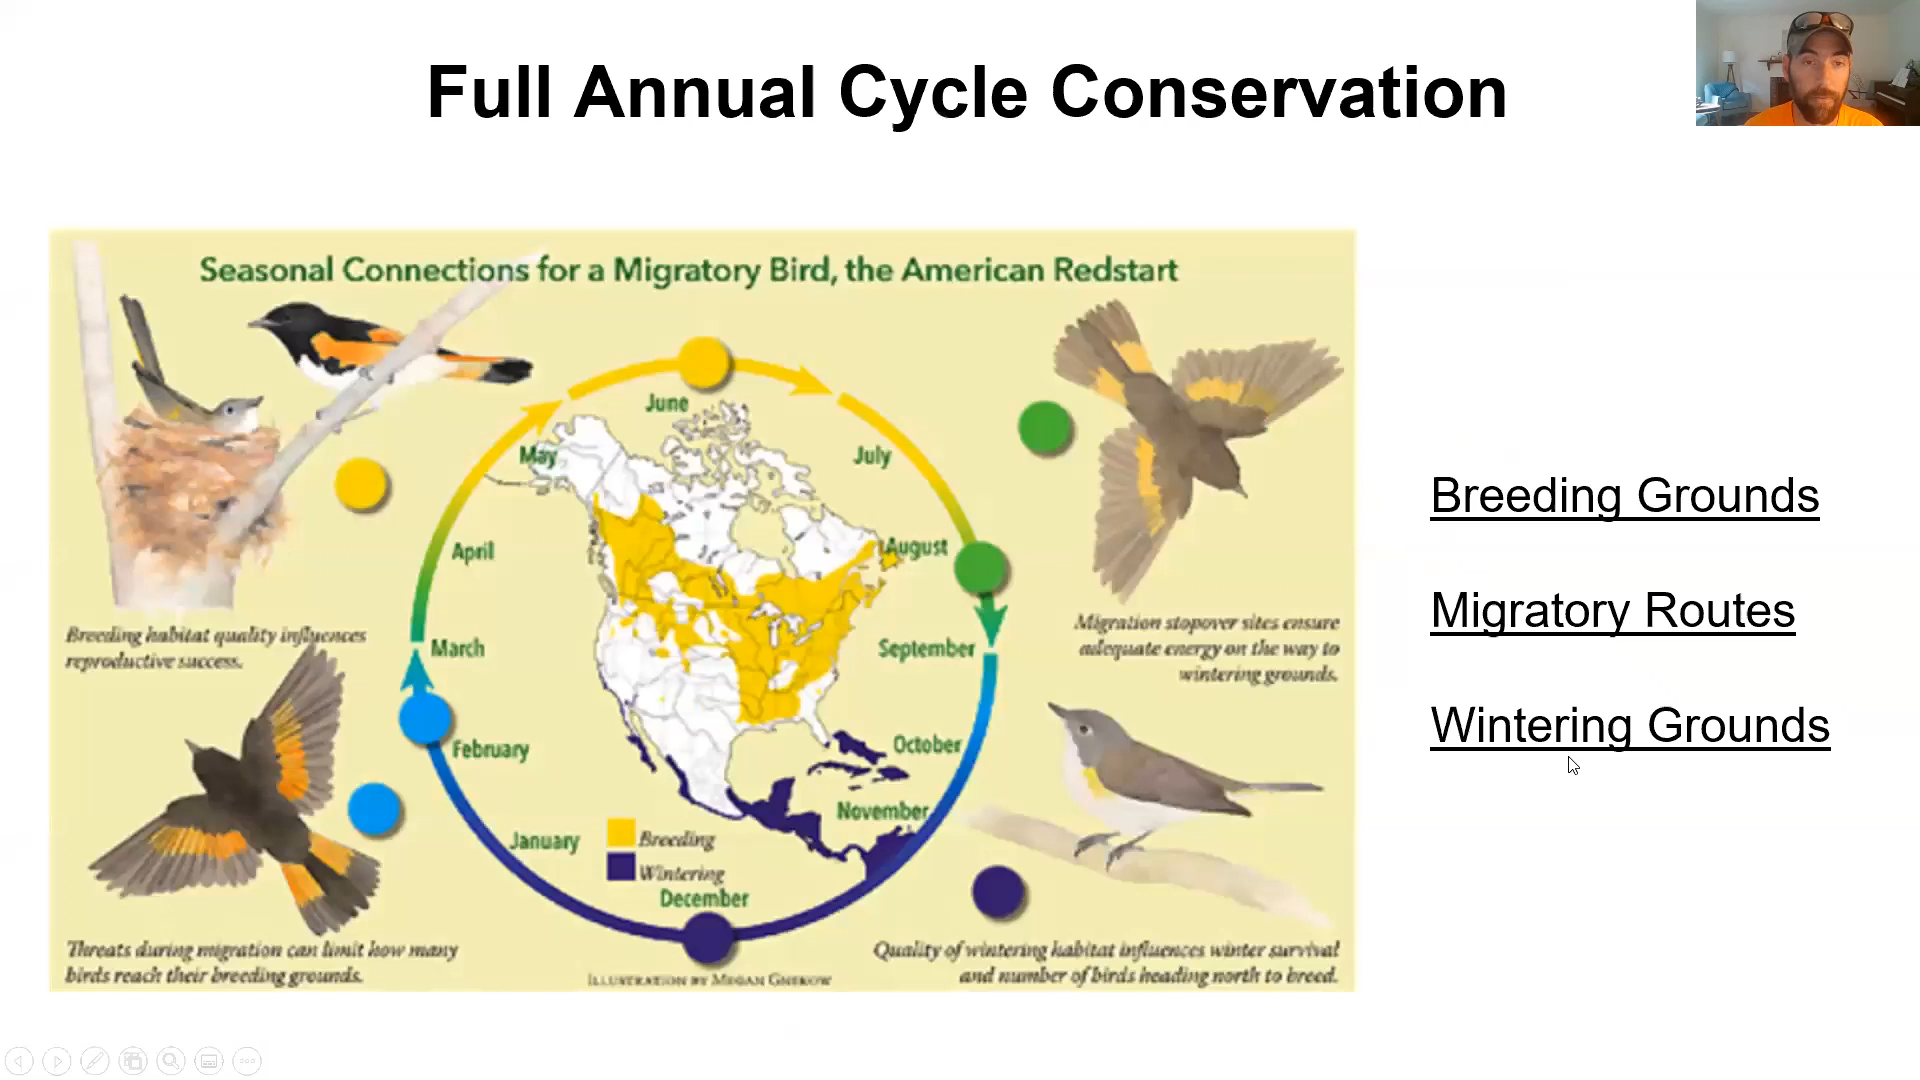 Full Annual Cycle Conservation
Seasonal Connections for a Migratory Bird, the American Redstart
June
May
July
April
August
March
September
February
October
January
November
December
Breeding
Wintering
Breeding habitat quality influences
reproductive success.
Migration stopover sites ensure
adequate energy on the way to
wintering grounds.
Threats during migration can limit how many
birds reach their breeding grounds.
Quality of wintering habitat influences winter survival
and number of birds heading north to breed.
Illustration by Megan Gnekow
Breeding Grounds
Migratory Routes
Wintering Grounds